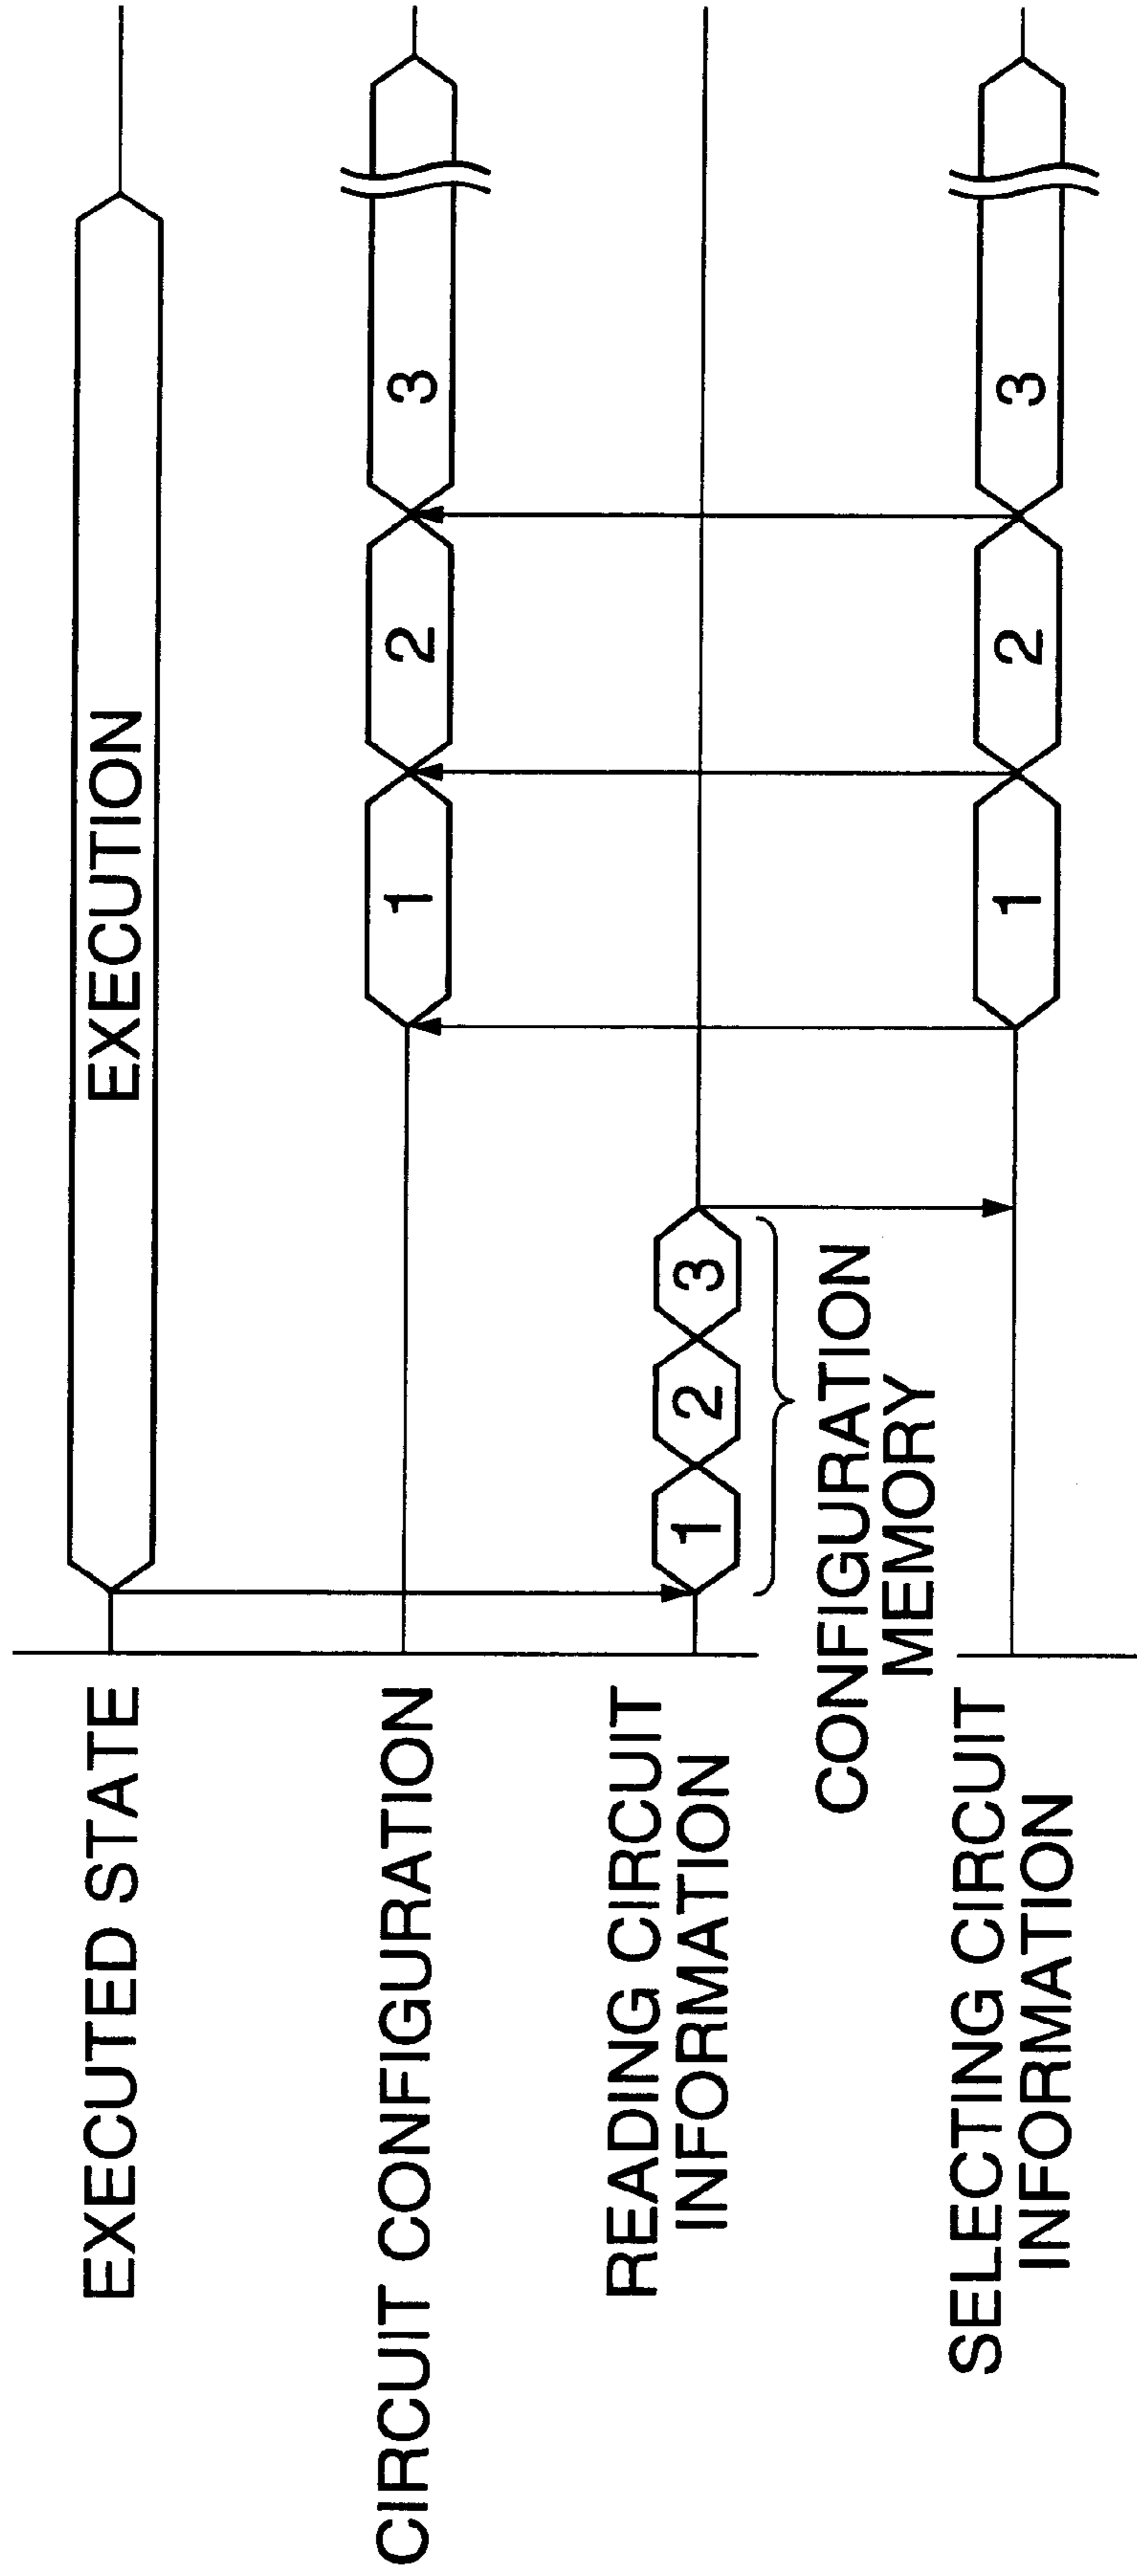 EXECUTED STATE
EXECUTION
CIRCUIT CONFIGURATION
1
2
3
READING CIRCUIT
INFORMATION
1
2
3
CONFIGURATION
MEMORY
SELECTING CIRCUIT
INFORMATION
1
2
3